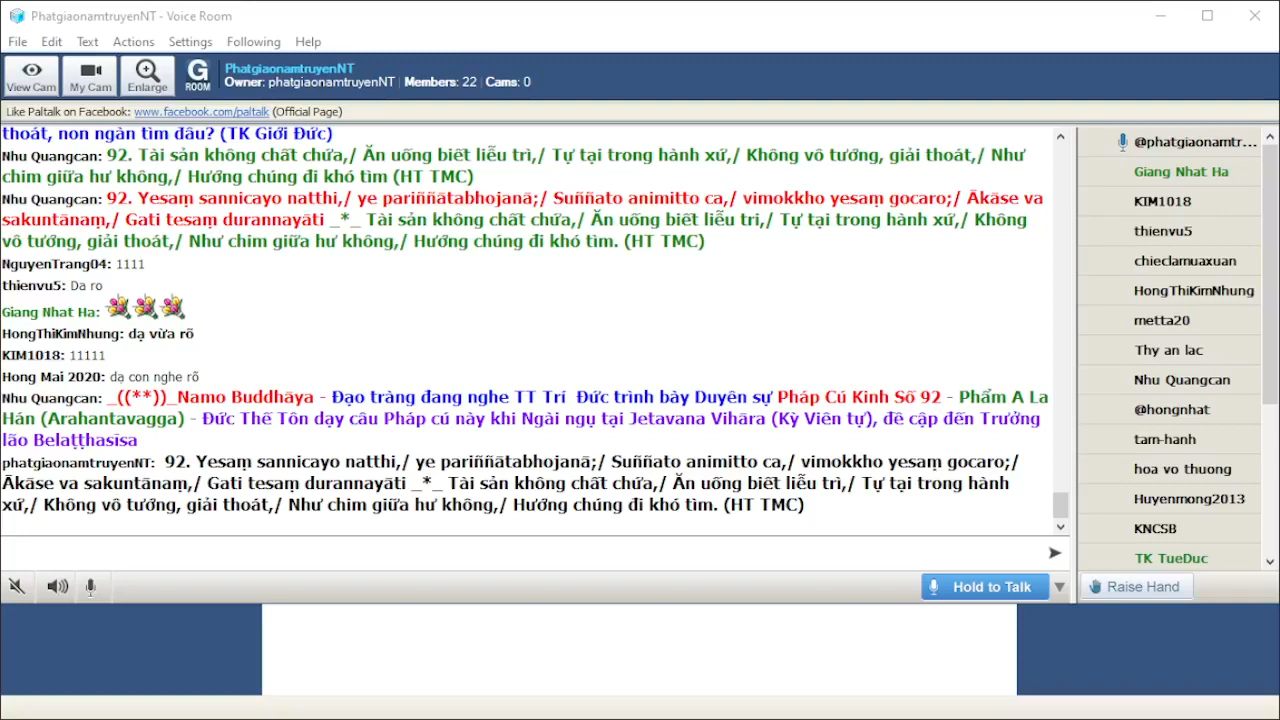 PhatgiaonamtruyenNT - Voice Room
File Edit Text Actions Settings Following Help
View Cam My Cam Enlarge G ROOM
PhatgiaonamtruyenNT
Owner: phatgiaonamtruyenNT | Members: 22 | Cams: 0
Like Paltalk on Facebook: www.facebook.com/paltalk (Official Page)
thoát, non ngàn tìm đâu? (TK Giới Đức)
Nhu Quangcan: 92. Tài sản không chất chứa,/ Ăn uống biết liễu tri,/ Tự tại trong hành xứ,/ Không vô tướng, giải thoát,/ Như
chim giữa hư không,/ Hướng chúng đi khó tìm (HT TMC)
Nhu Quangcan: 92. Yesaṃ sannicayo natthi,/ ye pariññātabhojanā;/ Suññato animitto ca,/ vimokkho yesaṃ gocaro;/ Ākāse va
sakuntānaṃ,/ Gati tesaṃ durannayāti _*_ Tài sản không chất chứa,/ Ăn uống biết liễu tri,/ Tự tại trong hành xứ,/ Không
vô tướng, giải thoát,/ Như chim giữa hư không,/ Hướng chúng đi khó tìm. (HT TMC)
NguyenTrang04: 1111
thienvu5: Da ro
Giang Nhat Ha:
HongThiKimNhung: dạ vừa rõ
KIM1018: 11111
Hong Mai 2020: dạ con nghe rõ
Nhu Quangcan: _((**))_Namo Buddhāya - Đạo tràng đang nghe TT Trí Đức trình bày Duyên sự Pháp Cú Kinh Số 92 - Phẩm A La
Hán (Arahantavagga) - Đức Thế Tôn dạy câu Pháp cú này khi Ngài ngụ tại Jetavana Vihāra (Kỳ Viên tự), đề cập đến Trưởng
lão Belaṭṭhasīsa
phatgiaonamtruyenNT: 92. Yesaṃ sannicayo natthi,/ ye pariññātabhojanā;/ Suññato animitto ca,/ vimokkho yesaṃ gocaro;/
Ākāse va sakuntānaṃ,/ Gati tesaṃ durannayāti _*_ Tài sản không chất chứa,/ Ăn uống biết liễu tri,/ Tự tại trong hành
xứ,/ Không vô tướng, giải thoát,/ Như chim giữa hư không,/ Hướng chúng đi khó tìm. (HT TMC)
@phatgiaonamtr...
Giang Nhat Ha
KIM1018
thienvu5
chieclamuaxuan
HongThiKimNhung
metta20
Thy an lac
Nhu Quangcan
@hongnhat
tam-hanh
hoa vo thuong
Huyenmong2013
KNCSB
TK TueDuc
Hold to Talk
Raise Hand